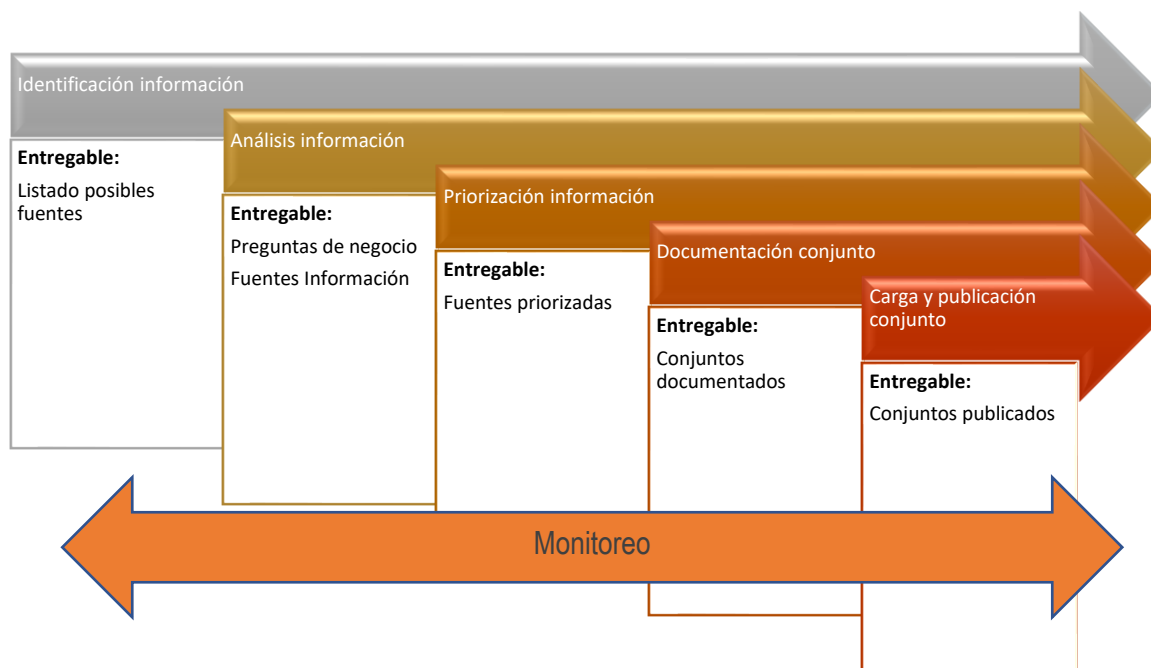 Identificación información
Entregable:
Listado posibles
fuentes
Análisis información
Entregable:
Preguntas de negocio
Fuentes Información
Priorización información
Entregable:
Fuentes priorizadas
Documentación conjunto
Entregable:
Conjuntos
documentados
Carga y publicación
conjunto
Entregable:
Conjuntos publicados
Monitoreo